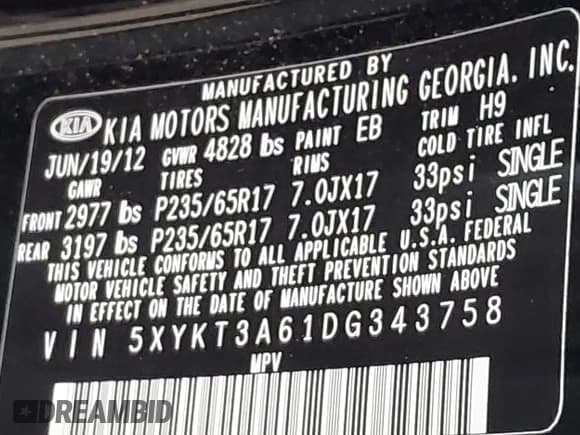 MANUFACTURED BY
KIA KIA MOTORS MANUFACTURING GEORGIA, INC.
JUN/19/12 GVWR 4828 lbs PAINT EB TRIM H9
GAWR TIRES RIMS COLD TIRE INFL
FRONT 2977 lbs P235/65R17 7.0JX17 33psi SINGLE
REAR 3197 lbs P235/65R17 7.0JX17 33psi SINGLE
THIS VEHICLE CONFORMS TO ALL APPLICABLE U.S.A. FEDERAL
MOTOR VEHICLE SAFETY AND THEFT PREVENTION STANDARDS
IN EFFECT ON THE DATE OF MANUFACTURE SHOWN ABOVE
VIN 5XYKT3A61DG343758
MPV
DREAMBID